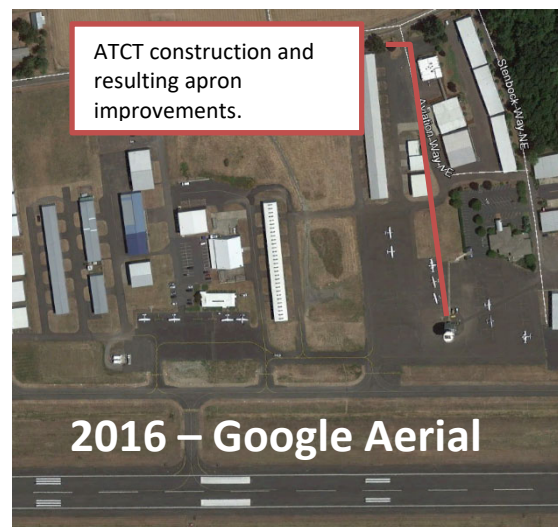 ATCT construction and
resulting apron
improvements.
Aviation-Way-NE
Stenbock-Way-NE
2016 – Google Aerial